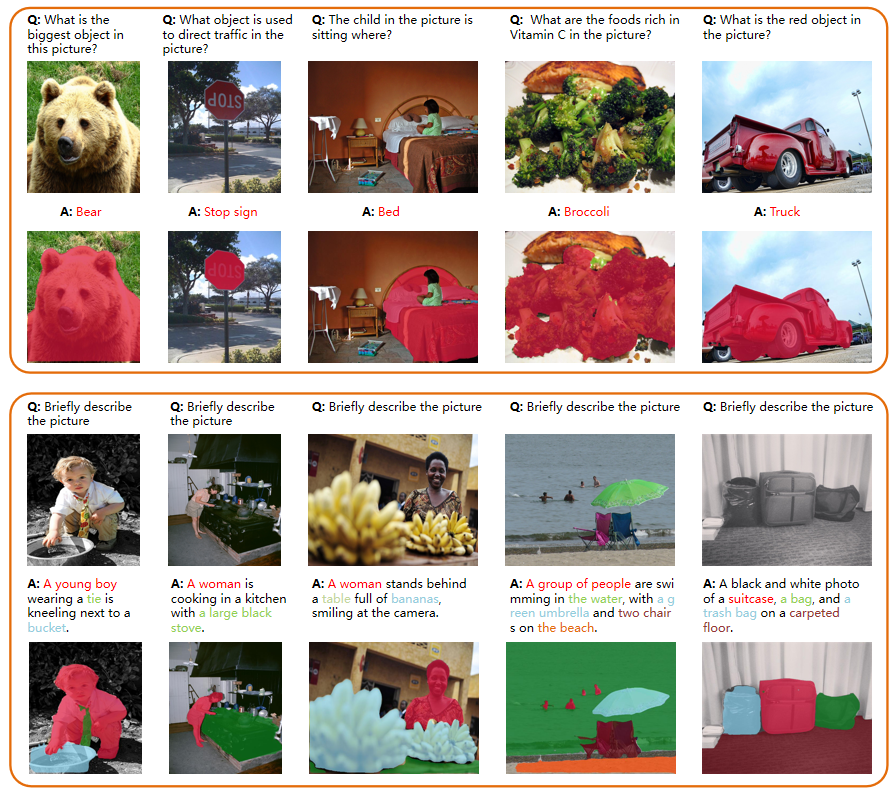 Q: What is the
biggest object in
this picture?
Q: What object is used
to direct traffic in the
picture?
Q: The child in the picture is
sitting where?
Q: What are the foods rich in
Vitamin C in the picture?
Q: What is the red object in
the picture?
STOP
A: Bear
A: Stop sign
A: Bed
A: Broccoli
A: Truck
STOP
Q: Briefly describe
the picture
Q: Briefly describe
the picture
Q: Briefly describe the picture
Q: Briefly describe the picture
Q: Briefly describe the picture
A: A young boy
wearing a tie is
kneeling next to a
bucket.
A: A woman is
cooking in a kitchen
with a large black
stove.
A: A woman stands behind
a table full of bananas,
smiling at the camera.
A: A group of people are swi
mming in the water, with a g
reen umbrella and two chair
s on the beach.
A: A black and white photo
of a suitcase, a bag, and a
trash bag on a carpeted
floor.